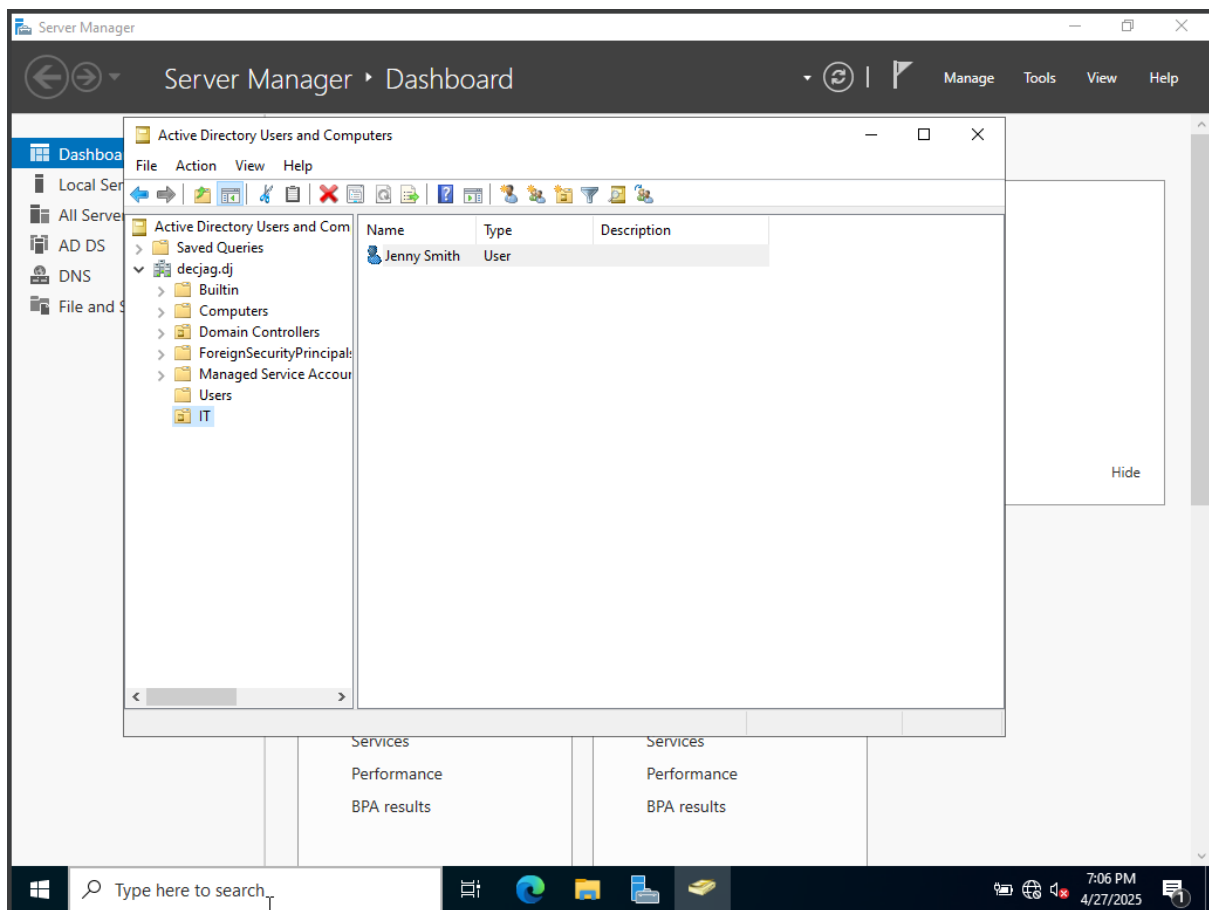 Server Manager
Server Manager ‣ Dashboard
Manage Tools View Help
Dashboa
Local Ser
All Server
AD DS
DNS
File and S
Active Directory Users and Computers
File Action View Help
Active Directory Users and Com
Saved Queries
decjag.dj
Builtin
Computers
Domain Controllers
ForeignSecurityPrincipals
Managed Service Accoun
Users
IT
Name Type Description
Jenny Smith User
Hide
Services Services
Performance Performance
BPA results BPA results
Type here to search
7:06 PM
4/27/2025
1